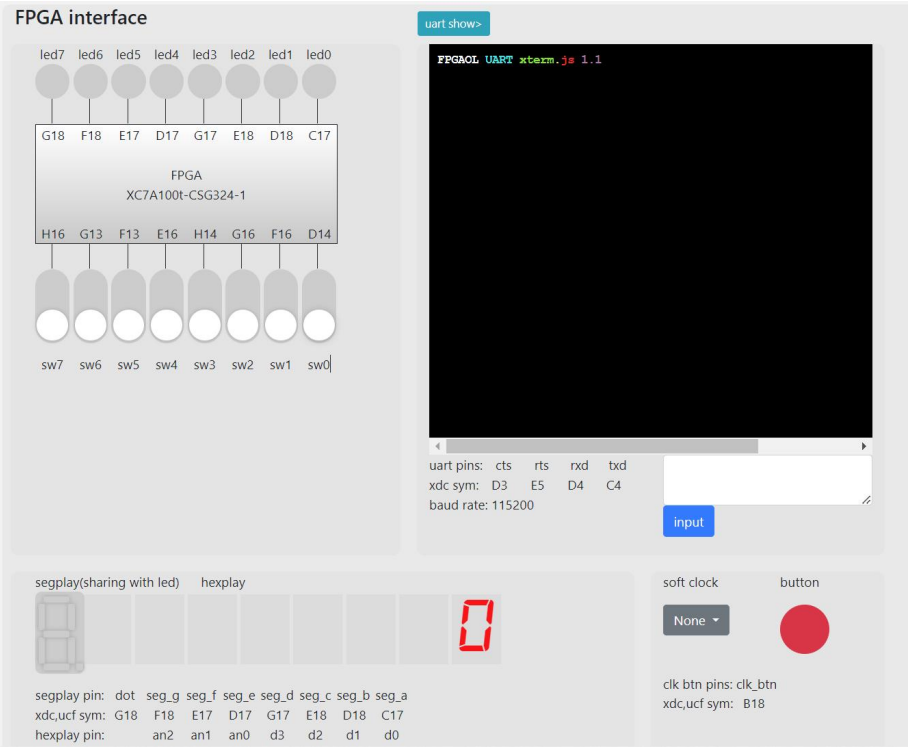 FPGA interface
led7 led6 led5 led4 led3 led2 led1 led0
G18 F18 E17 D17 G17 E18 D18 C17
FPGA
XC7A100t-CSG324-1
H16 G13 F13 E16 H14 G16 F16 D14
sw7 sw6 sw5 sw4 sw3 sw2 sw1 sw0
uart show>
FPGAOL UART xterm.js 1.1
uart pins: cts rts rxd txd
xdc sym: D3 E5 D4 C4
baud rate: 115200
input
segplay(sharing with led) hexplay
0
segplay pin: dot seg_g seg_f seg_e seg_d seg_c seg_b seg_a
xdc,ucf sym: G18 F18 E17 D17 G17 E18 D18 C17
hexplay pin: an2 an1 an0 d3 d2 d1 d0
soft clock button
None
clk btn pins: clk_btn
xdc,ucf sym: B18